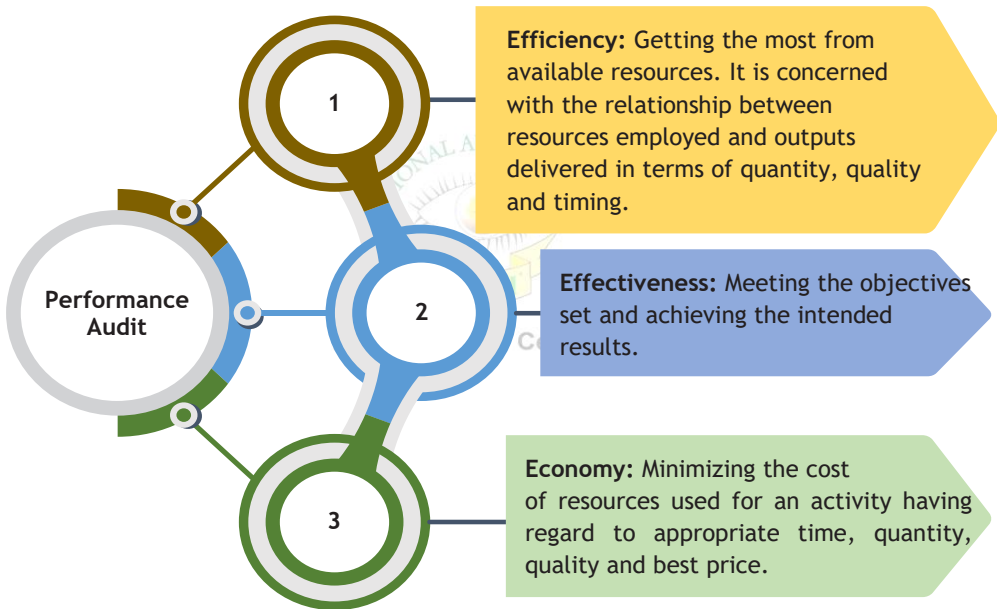 Performance
Audit
1
Efficiency: Getting the most from
available resources. It is concerned
with the relationship between
resources employed and outputs
delivered in terms of quantity, quality
and timing.
2
Effectiveness: Meeting the objectives
set and achieving the intended
results.
3
Economy: Minimizing the cost
of resources used for an activity having
regard to appropriate time, quantity,
quality and best price.